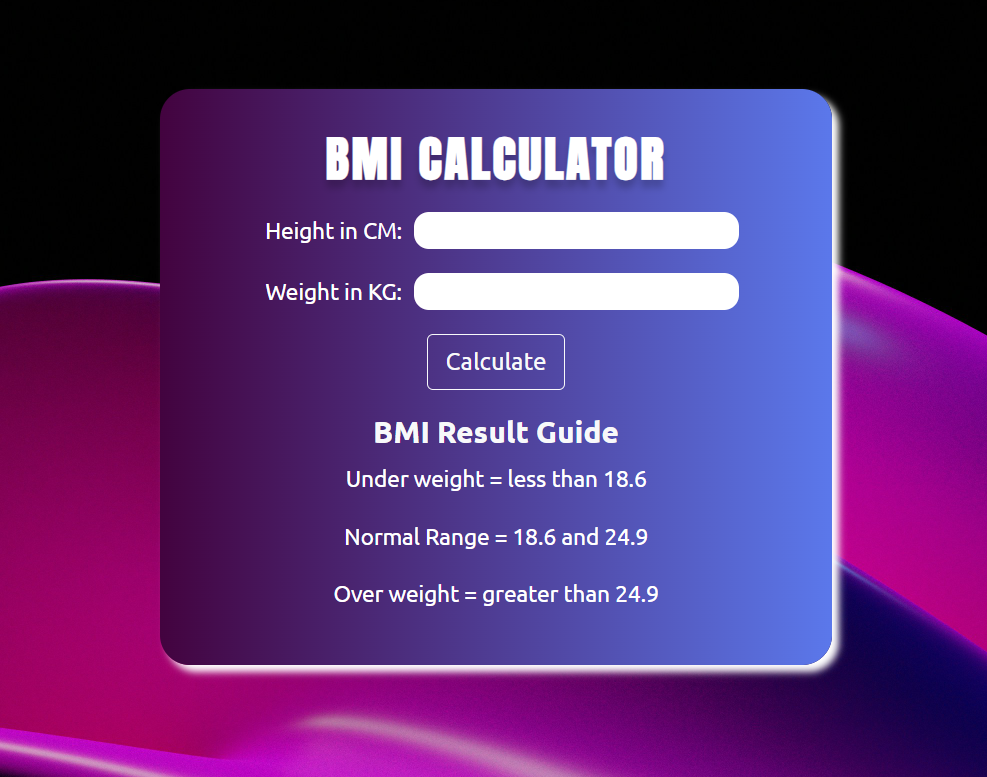 BMI CALCULATOR
Height in CM:
Weight in KG:
Calculate
BMI Result Guide
Under weight = less than 18.6
Normal Range = 18.6 and 24.9
Over weight = greater than 24.9